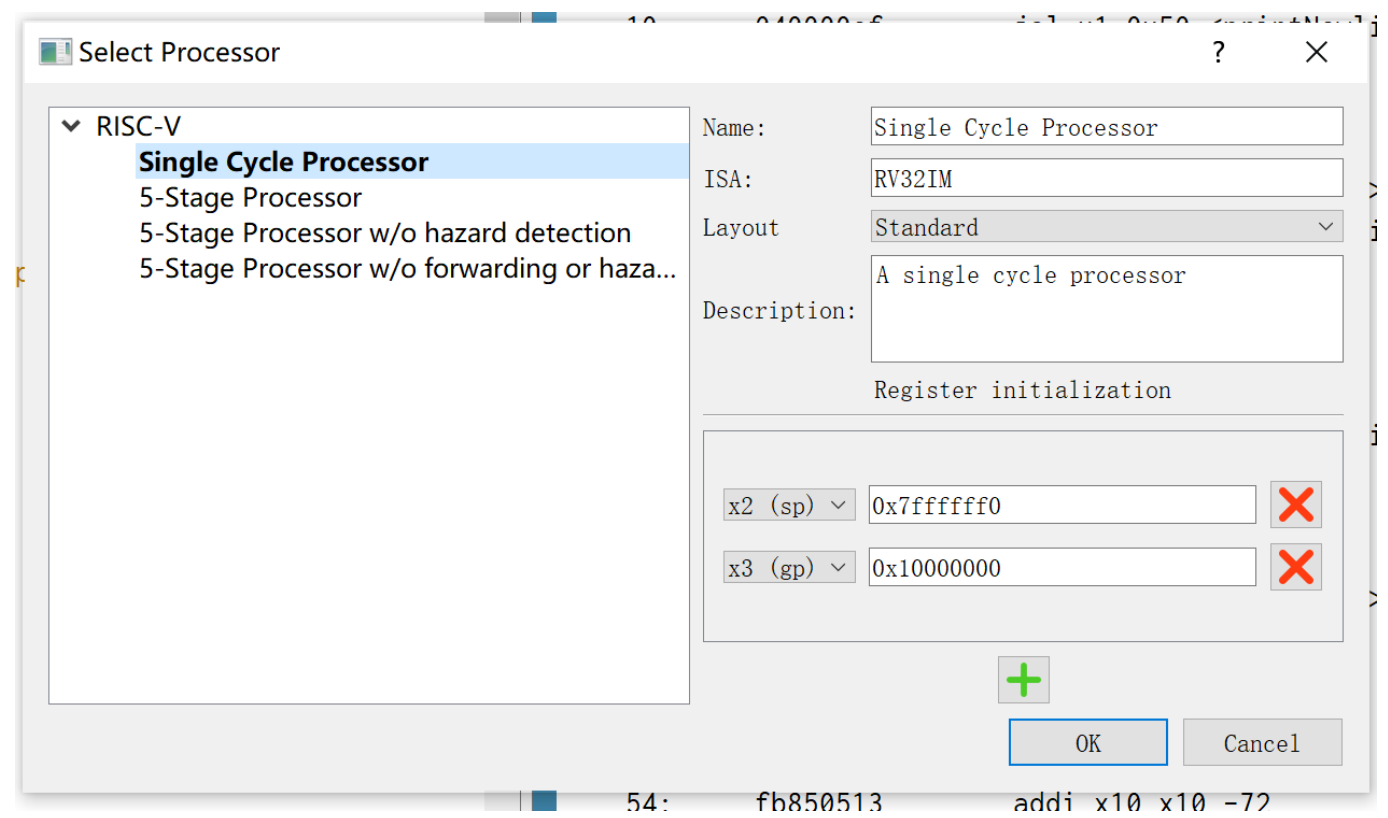 Select Processor
?
RISC-V
Single Cycle Processor
5-Stage Processor
5-Stage Processor w/o hazard detection
5-Stage Processor w/o forwarding or haza...
Name:
Single Cycle Processor
ISA:
RV32IM
Layout
Standard
Description:
A single cycle processor
Register initialization
x2 (sp)
0x7ffffff0
x3 (gp)
0x10000000
OK
Cancel
54: fb850513 addi x10 x10 -72